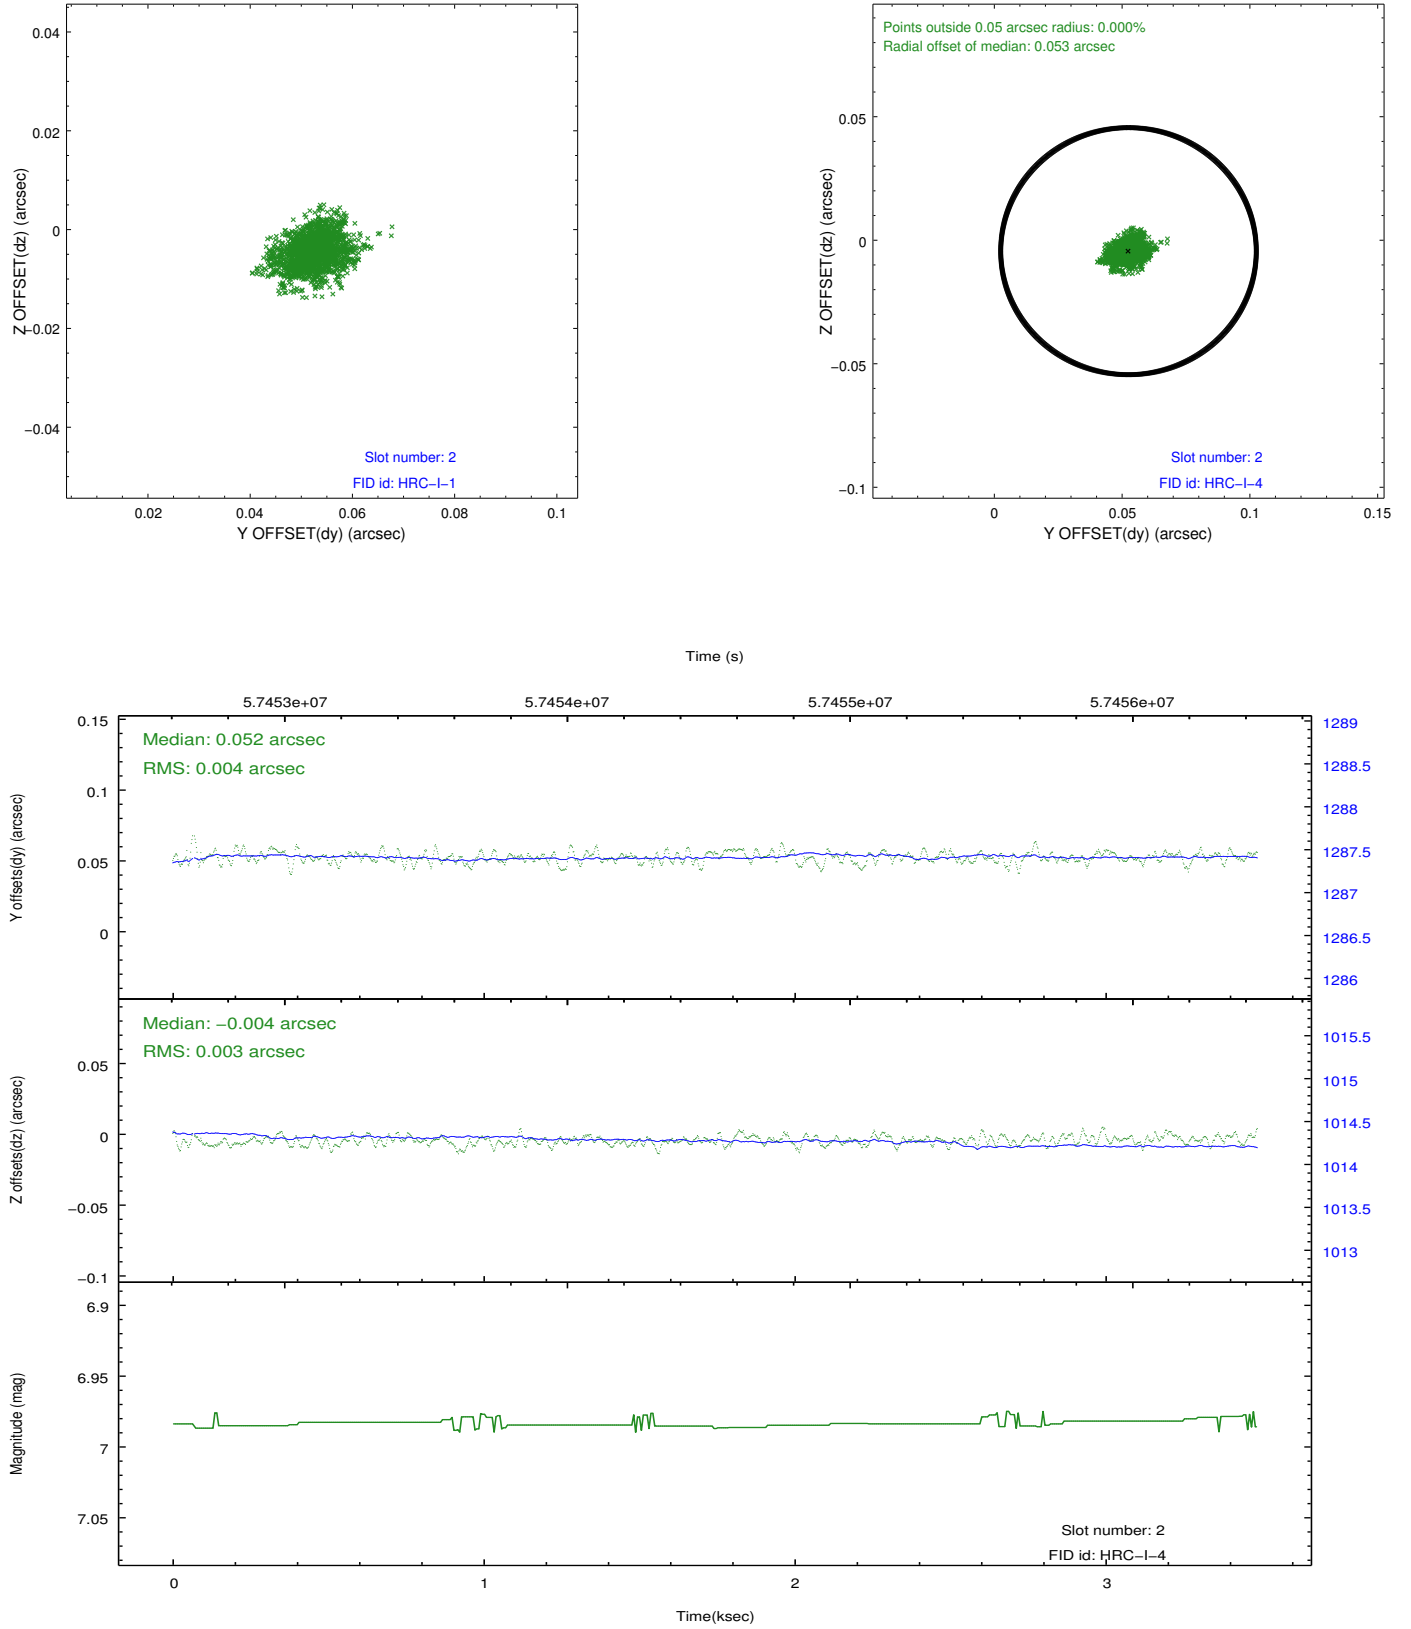 0.04
0.02
0
−0.02
−0.04
Z OFFSET(dz) (arcsec)
Slot number: 2
FID id: HRC−I−1
0.02
0.04
0.06
0.08
0.1
Y OFFSET(dy) (arcsec)
Points outside 0.05 arcsec radius: 0.000%
Radial offset of median: 0.053 arcsec
0.05
0
−0.05
−0.1
Z OFFSET(dz) (arcsec)
Slot number: 2
FID id: HRC−I−4
0
0.05
0.1
0.15
Y OFFSET(dy) (arcsec)
Time (s)
5.7453e+07
5.7454e+07
5.7455e+07
5.7456e+07
Median: 0.052 arcsec
RMS: 0.004 arcsec
0.15
0.1
0.05
0
Y offsets(dy) (arcsec)
1289
1288.5
1288
1287.5
1287
1286.5
1286
Median: −0.004 arcsec
RMS: 0.003 arcsec
0.05
0
−0.05
−0.1
Z offsets(dz) (arcsec)
1015.5
1015
1014.5
1014
1013.5
1013
6.9
6.95
7
7.05
Magnitude (mag)
Slot number: 2
FID id: HRC−I−4
0
1
2
3
Time(ksec)